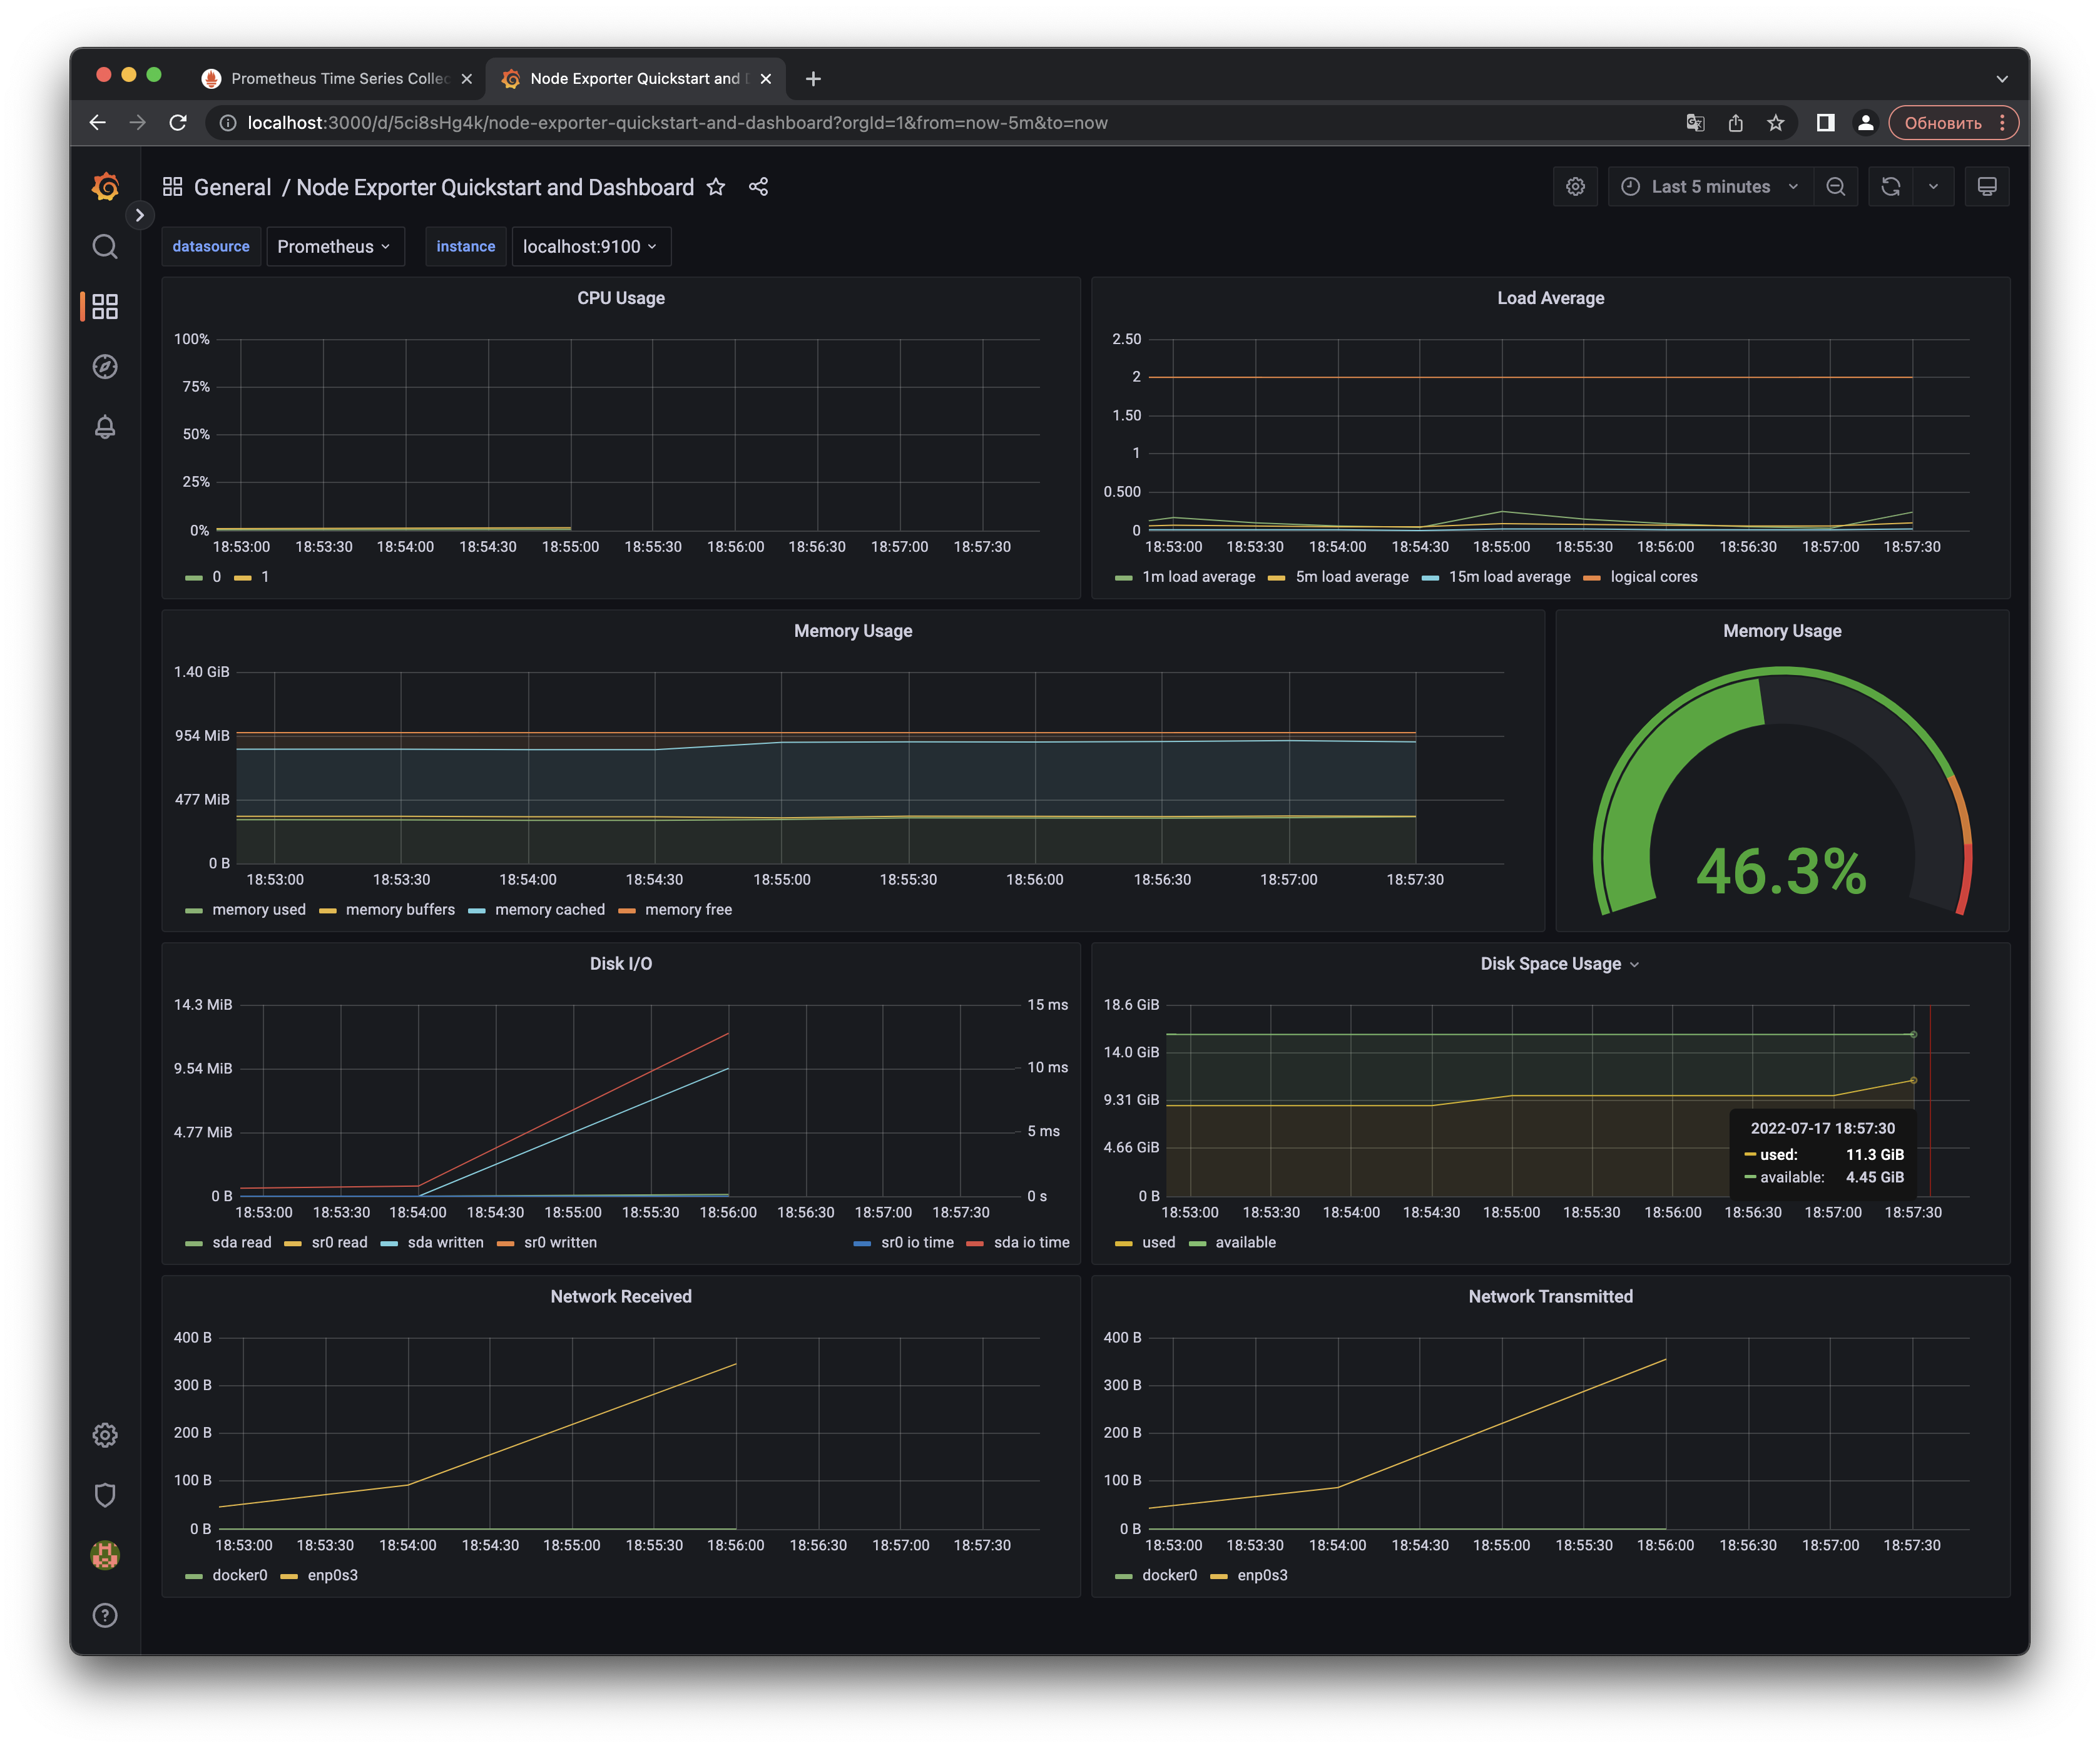 Prometheus Time Series Collec
Node Exporter Quickstart and D
localhost:3000/d/5ci8sHg4k/node-exporter-quickstart-and-dashboard?orgId=1&from=now-5m&to=now
Обновить
General / Node Exporter Quickstart and Dashboard
Last 5 minutes
datasource Prometheus instance localhost:9100
CPU Usage
100%
75%
50%
25%
0%
18:53:00 18:53:30 18:54:00 18:54:30 18:55:00 18:55:30 18:56:00 18:56:30 18:57:00 18:57:30
0 1
Load Average
2.50
2
1.50
1
0.500
0
18:53:00 18:53:30 18:54:00 18:54:30 18:55:00 18:55:30 18:56:00 18:56:30 18:57:00 18:57:30
1m load average 5m load average 15m load average logical cores
Memory Usage
1.40 GiB
954 MiB
477 MiB
0 B
18:53:00 18:53:30 18:54:00 18:54:30 18:55:00 18:55:30 18:56:00 18:56:30 18:57:00 18:57:30
memory used memory buffers memory cached memory free
Memory Usage
46.3%
Disk I/O
14.3 MiB
9.54 MiB
4.77 MiB
0 B
15 ms
10 ms
5 ms
0 s
18:53:00 18:53:30 18:54:00 18:54:30 18:55:00 18:55:30 18:56:00 18:56:30 18:57:00 18:57:30
sda read sr0 read sda written sr0 written sr0 io time sda io time
Disk Space Usage
18.6 GiB
14.0 GiB
9.31 GiB
4.66 GiB
0 B
2022-07-17 18:57:30
used: 11.3 GiB
available: 4.45 GiB
18:53:00 18:53:30 18:54:00 18:54:30 18:55:00 18:55:30 18:56:00 18:56:30 18:57:00 18:57:30
used available
Network Received
400 B
300 B
200 B
100 B
0 B
18:53:00 18:53:30 18:54:00 18:54:30 18:55:00 18:55:30 18:56:00 18:56:30 18:57:00 18:57:30
docker0 enp0s3
Network Transmitted
400 B
300 B
200 B
100 B
0 B
18:53:00 18:53:30 18:54:00 18:54:30 18:55:00 18:55:30 18:56:00 18:56:30 18:57:00 18:57:30
docker0 enp0s3